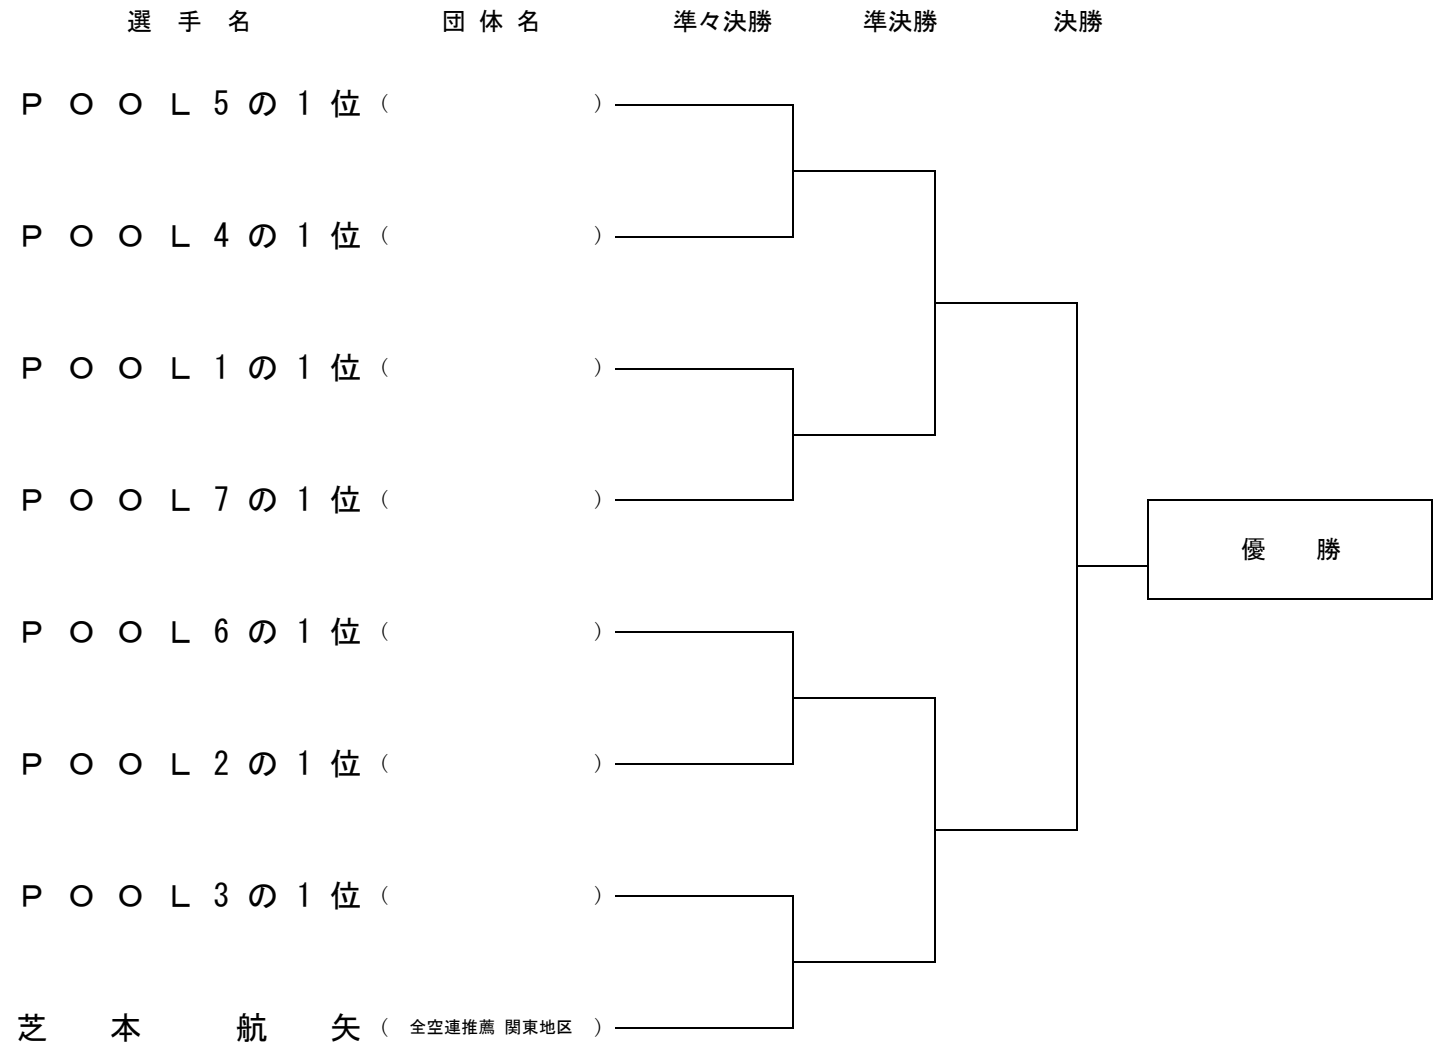 選手名 団体名 準々決勝 準決勝 決勝
ＰＯＯＬ5の1位（ ）
ＰＯＯＬ4の1位（ ）
ＰＯＯＬ1の1位（ ）
ＰＯＯＬ7の1位（ ）
優勝
ＰＯＯＬ6の1位（ ）
ＰＯＯＬ2の1位（ ）
ＰＯＯＬ3の1位（ ）
芝本 航矢（ 全空連推薦 関東地区 ）